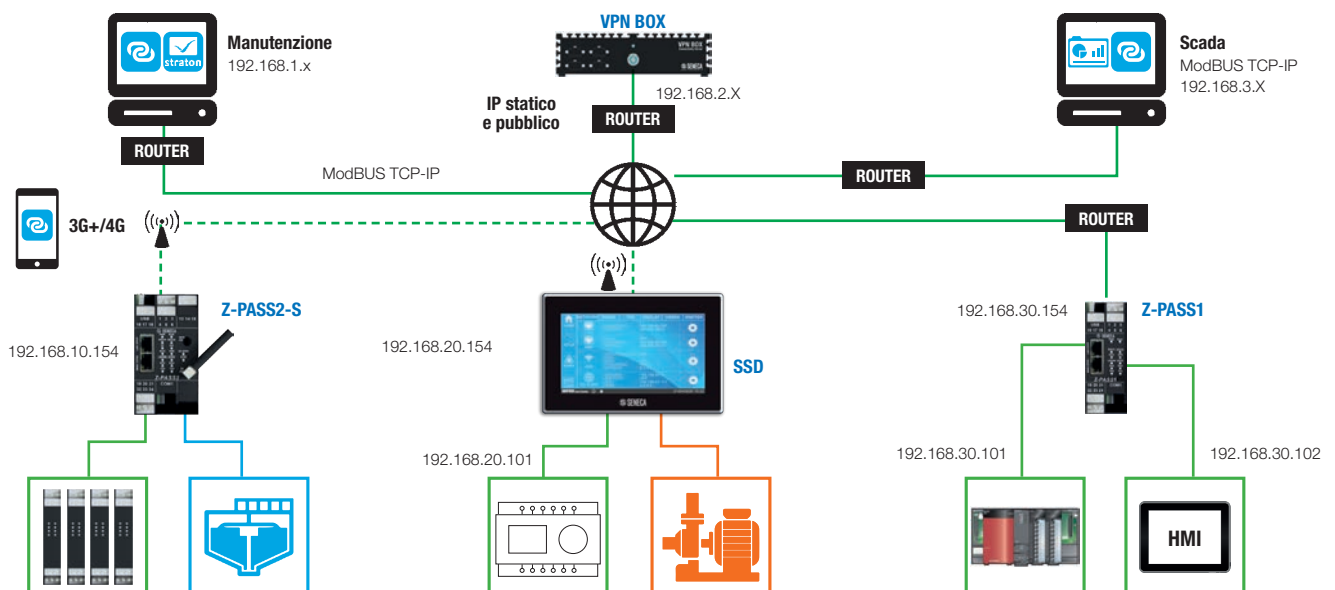 VPN BOX
Manutenzione
192.168.1.x
straton
VPN BOX
SENECA
Scada
ModBUS TCP-IP
192.168.3.X
192.168.2.X
IP statico
e pubblico
ROUTER
ROUTER
ModBUS TCP-IP
ROUTER
3G+/4G
ROUTER
Z-PASS2-S
192.168.10.154
192.168.20.154
SSD
SENECA
192.168.30.154
Z-PASS1
192.168.20.101
192.168.30.101
192.168.30.102
HMI